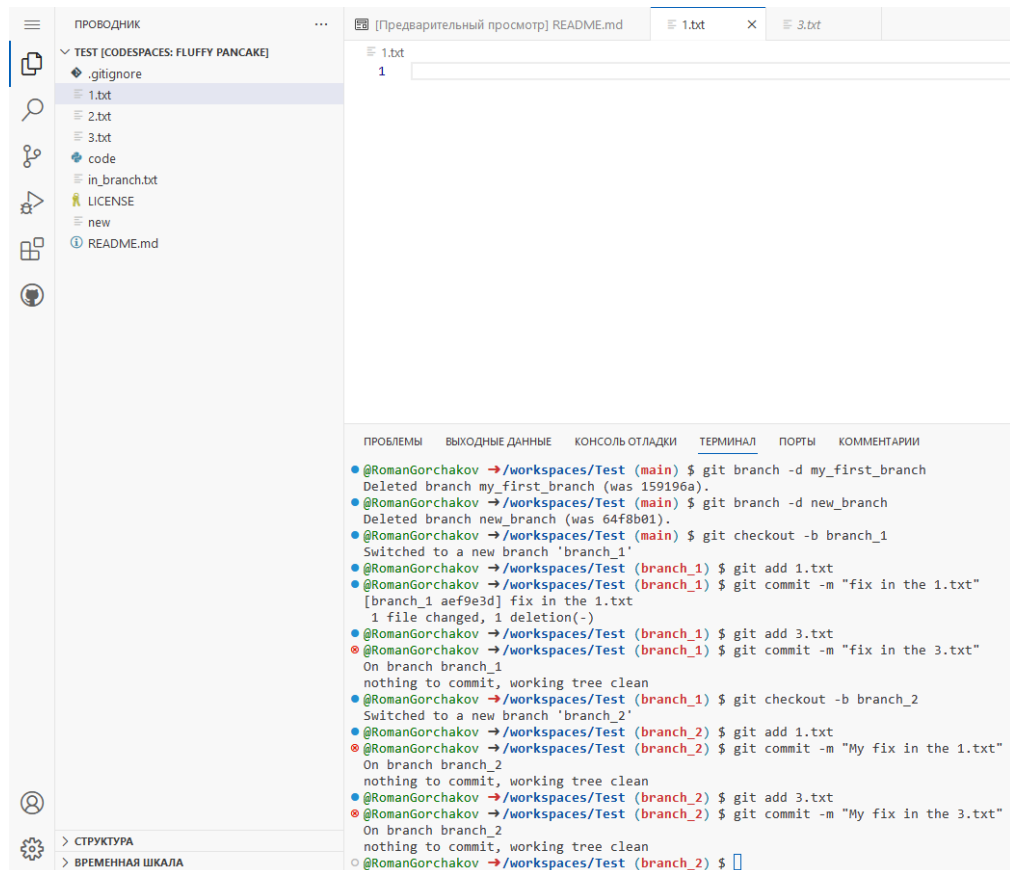 ПРОВОДНИК
TEST [CODESPACES: FLUFFY PANCAKE]
.gitignore
1.txt
2.txt
3.txt
code
in_branch.txt
LICENSE
new
README.md
СТРУКТУРА
ВРЕМЕННАЯ ШКАЛА
[Предварительный просмотр] README.md
1.txt
3.txt
1.txt
1
ПРОБЛЕМЫ ВЫХОДНЫЕ ДАННЫЕ КОНСОЛЬ ОТЛАДКИ ТЕРМИНАЛ ПОРТЫ КОММЕНТАРИИ
@RomanGorchakov ➜/workspaces/Test (main) $ git branch -d my_first_branch
Deleted branch my_first_branch (was 159196a).
@RomanGorchakov ➜/workspaces/Test (main) $ git branch -d new_branch
Deleted branch new_branch (was 64f8b01).
@RomanGorchakov ➜/workspaces/Test (main) $ git checkout -b branch_1
Switched to a new branch 'branch_1'
@RomanGorchakov ➜/workspaces/Test (branch_1) $ git add 1.txt
@RomanGorchakov ➜/workspaces/Test (branch_1) $ git commit -m "fix in the 1.txt"
[branch_1 aef9e3d] fix in the 1.txt
1 file changed, 1 deletion(-)
@RomanGorchakov ➜/workspaces/Test (branch_1) $ git add 3.txt
@RomanGorchakov ➜/workspaces/Test (branch_1) $ git commit -m "fix in the 3.txt"
On branch branch_1
nothing to commit, working tree clean
@RomanGorchakov ➜/workspaces/Test (branch_1) $ git checkout -b branch_2
Switched to a new branch 'branch_2'
@RomanGorchakov ➜/workspaces/Test (branch_2) $ git add 1.txt
@RomanGorchakov ➜/workspaces/Test (branch_2) $ git commit -m "My fix in the 1.txt"
On branch branch_2
nothing to commit, working tree clean
@RomanGorchakov ➜/workspaces/Test (branch_2) $ git add 3.txt
@RomanGorchakov ➜/workspaces/Test (branch_2) $ git commit -m "My fix in the 3.txt"
On branch branch_2
nothing to commit, working tree clean
@RomanGorchakov ➜/workspaces/Test (branch_2) $